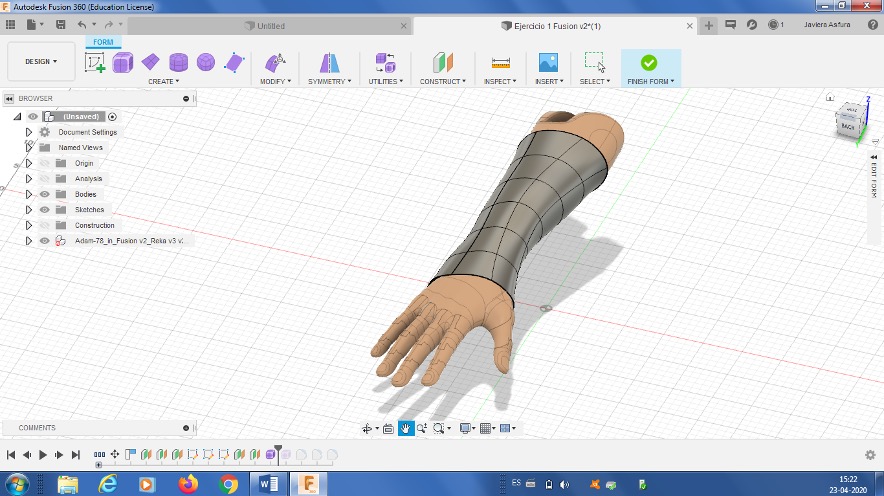 Autodesk Fusion 360 (Education License)
Untitled
Ejercicio 1 Fusion v2*(1)
1
Javiera Asfura
FORM
DESIGN
CREATE
MODIFY
SYMMETRY
UTILITIES
CONSTRUCT
INSPECT
INSERT
SELECT
FINISH FORM
BROWSER
(Unsaved)
Document Settings
Named Views
Origin
Analysis
Bodies
Sketches
Construction
Adam-78_in_Fusion v2_Reka v3 v
Z
BACK
EDIT FORM
COMMENTS
ES
15:22
23-04-2020